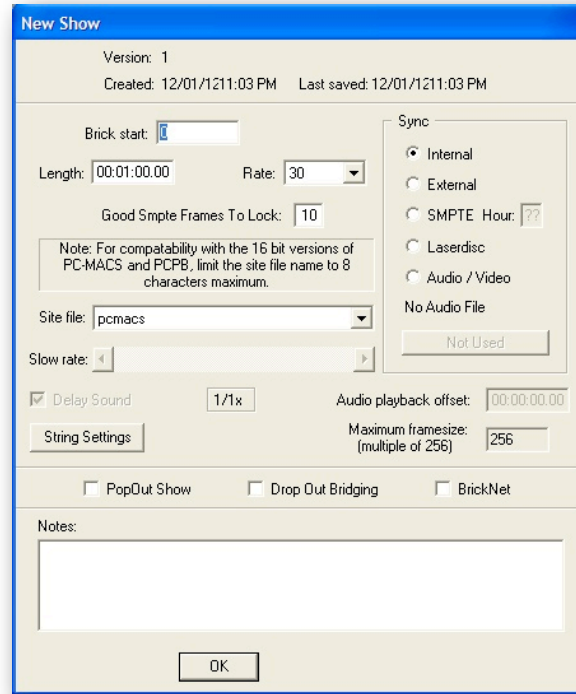 New Show
Version: 1
Created: 12/01/1211:03 PM Last saved: 12/01/1211:03 PM
Brick start: 0
Length: 00:01:00.00 Rate: 30
Good Smpte Frames To Lock: 10
Note: For compatability with the 16 bit versions of
PC-MACS and PCPB, limit the site file name to 8
characters maximum.
Site file: pcmacs
Slow rate:
Sync
Internal
External
SMPTE Hour: ??
Laserdisc
Audio / Video
No Audio File
Not Used
Delay Sound 1/1x Audio playback offset: 00:00:00.00
String Settings
Maximum framesize: 256
(multiple of 256)
PopOut Show Drop Out Bridging BrickNet
Notes:
OK